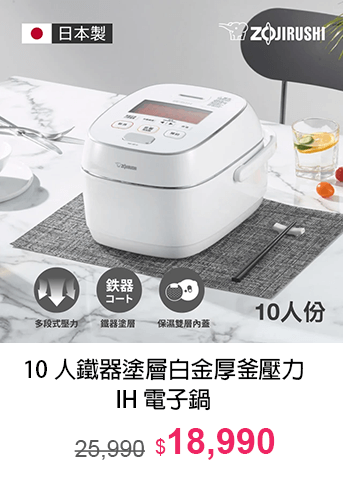 日本製
ZOJIRUSHI
ZOJIRUSHI
鉄器
コート
多段式壓力
鐵器塗層
保濕雙層內蓋
10人份
10 人鐵器塗層白金厚釜壓力
IH 電子鍋
25,990 $18,990